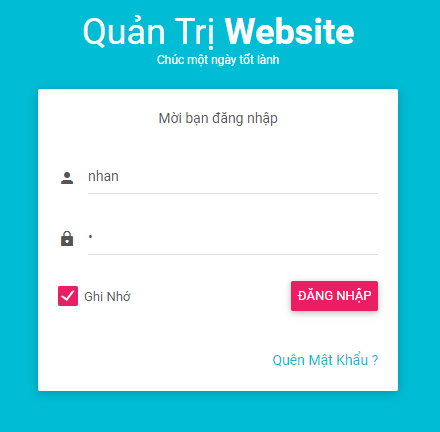 Quản Trị Website
Chúc một ngày tốt lành
Mời bạn đăng nhập
nhan
•
Ghi Nhớ
ĐĂNG NHẬP
Quên Mật Khẩu ?